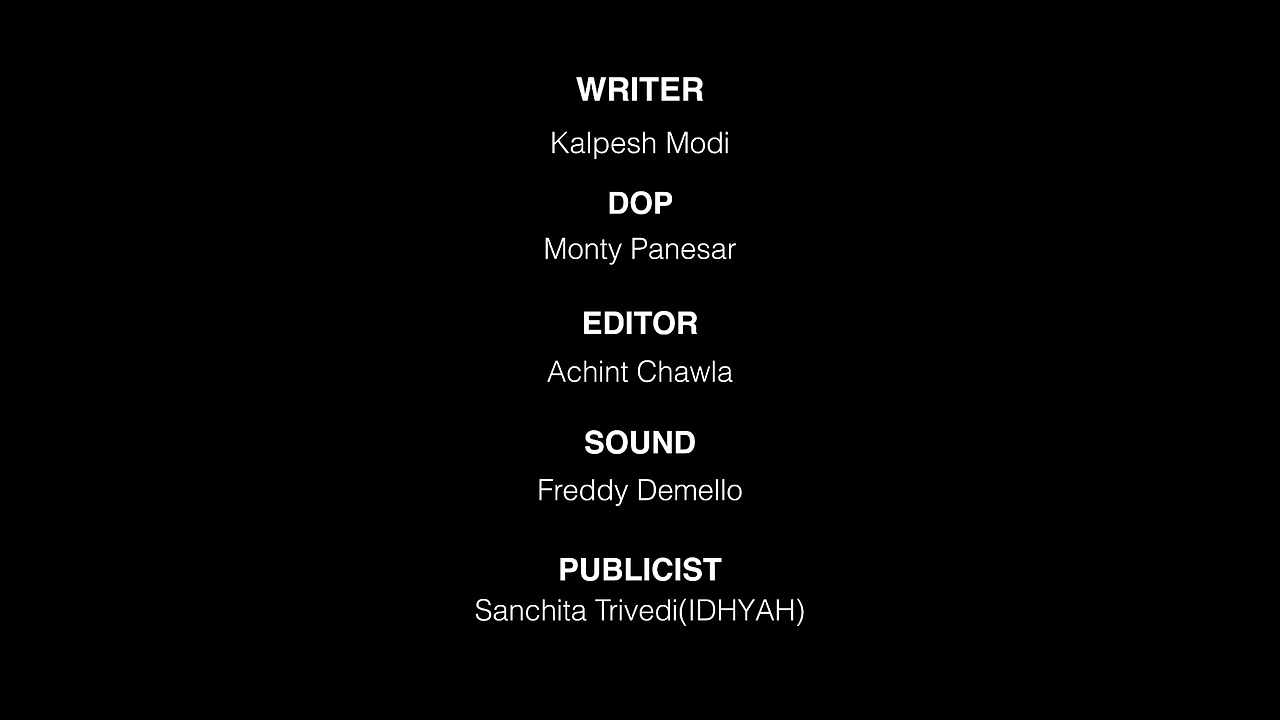 WRITER
Kalpesh Modi
DOP
Monty Panesar
EDITOR
Achint Chawla
SOUND
Freddy Demello
PUBLICIST
Sanchita Trivedi(IDHYAH)